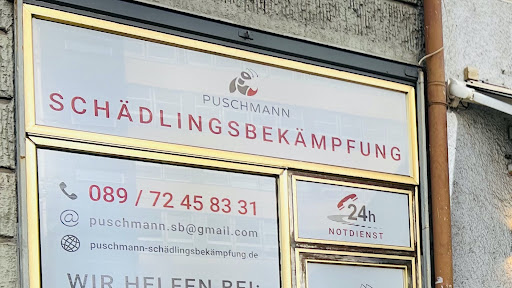 PUSCHMANN
SCHÄDLINGSBEKÄMPFUNG
089 / 72 45 83 31
puschmann.sb@gmail.com
puschmann-schädlingsbekämpfung.de
24h
NOTDIENST
WIR HELFEN BEI: